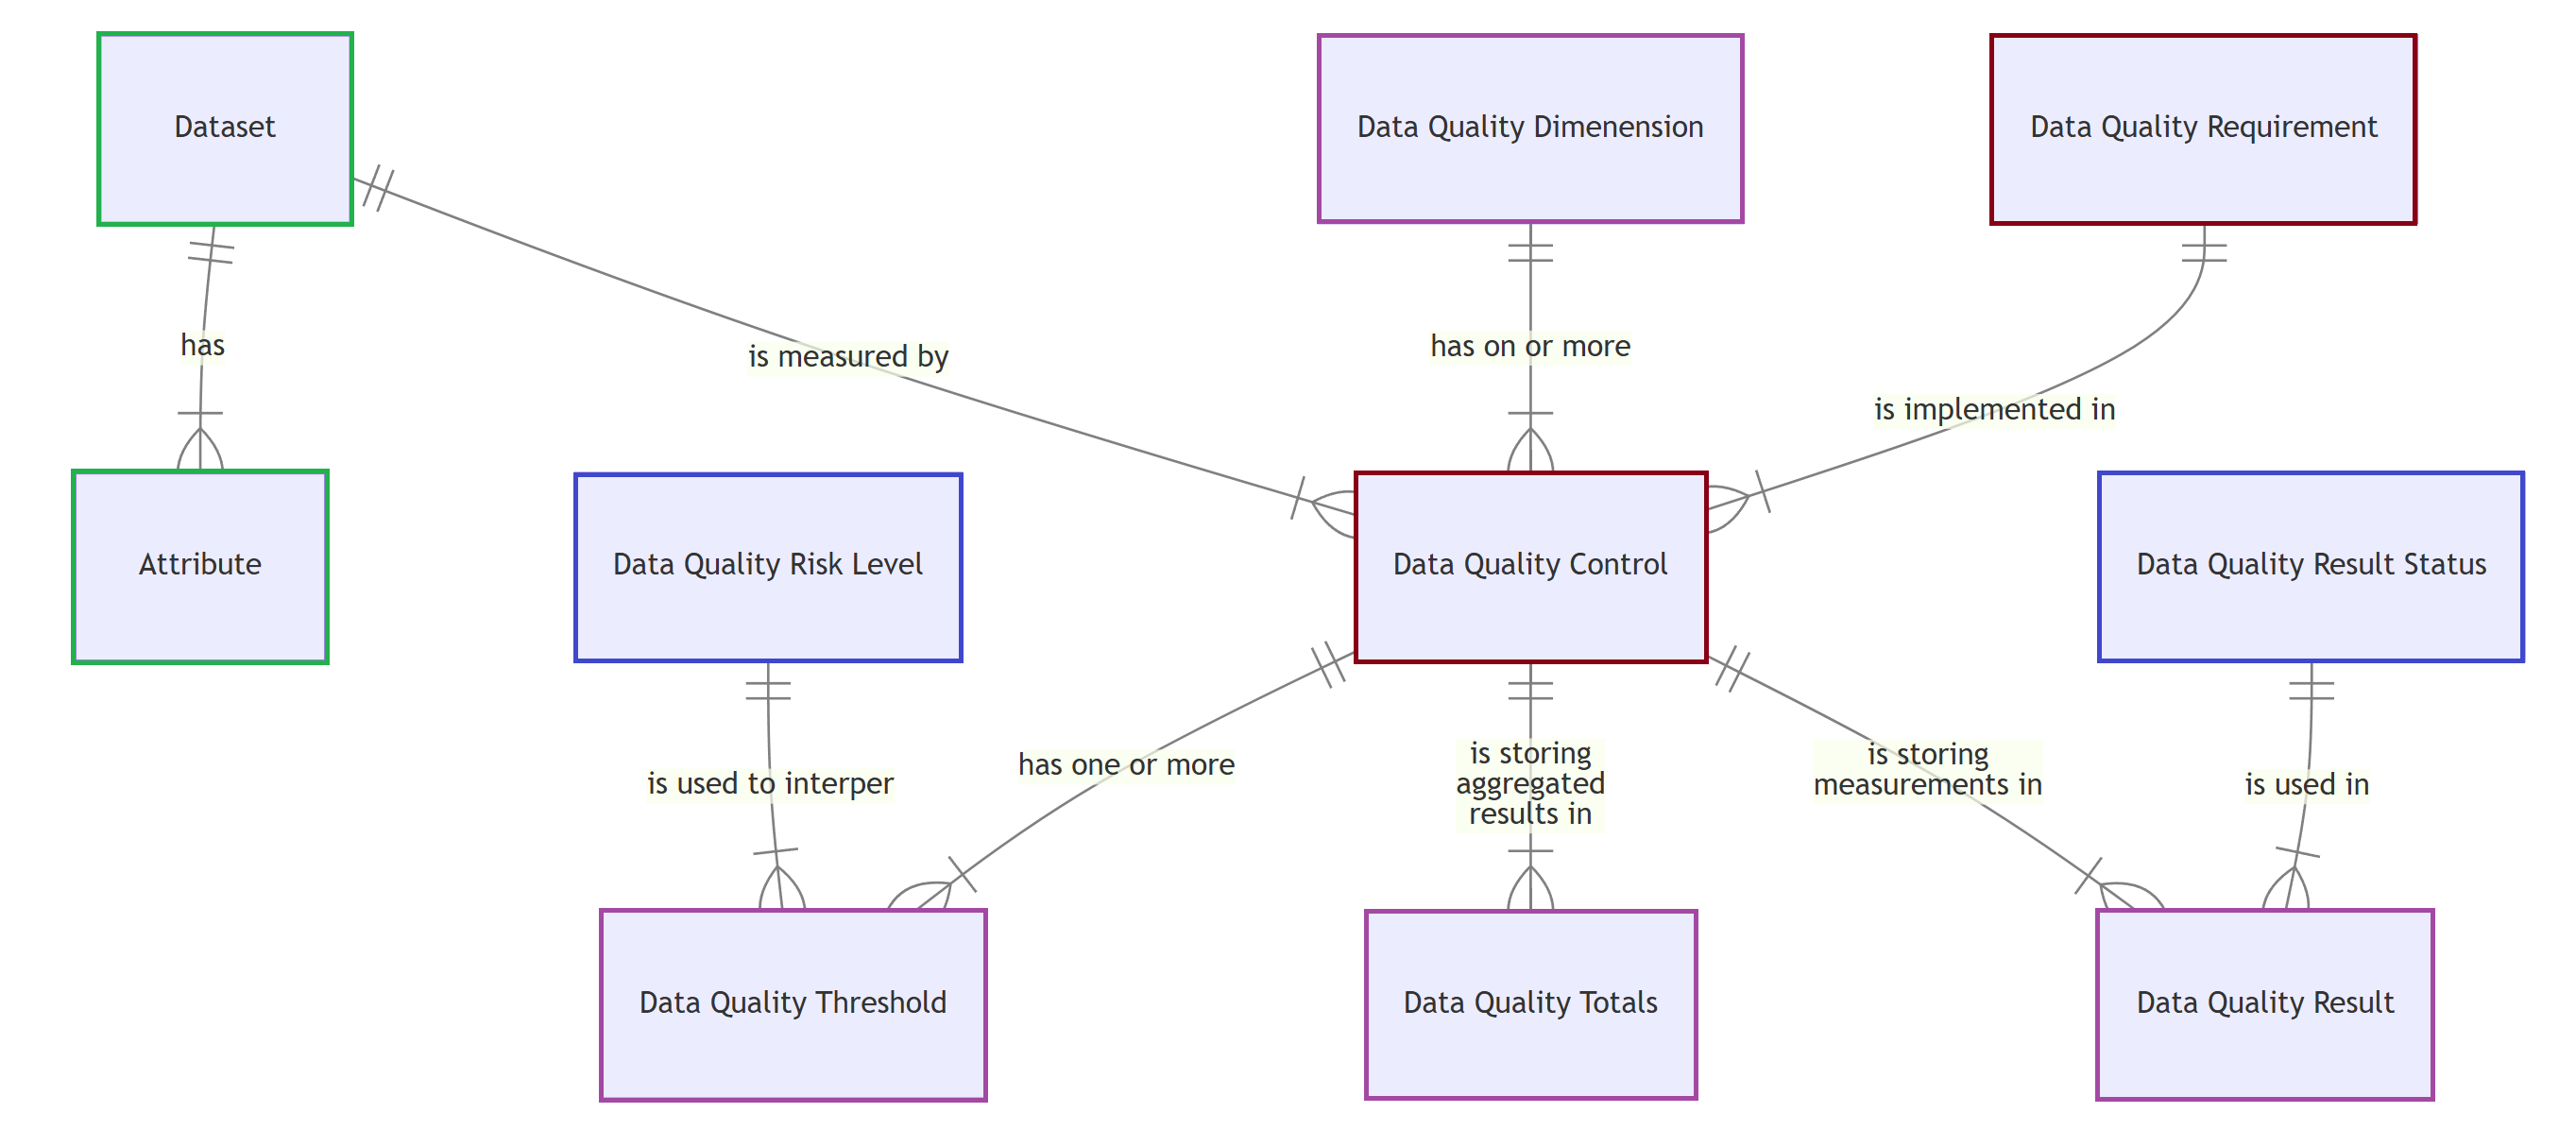 Dataset
Data Quality Dimenension
Data Quality Requirement
has
is measured by
has on or more
is implemented in
Attribute
Data Quality Risk Level
Data Quality Control
Data Quality Result Status
is used to interper
has one or more
is storing
aggregated
results in
is storing
measurements in
is used in
Data Quality Threshold
Data Quality Totals
Data Quality Result